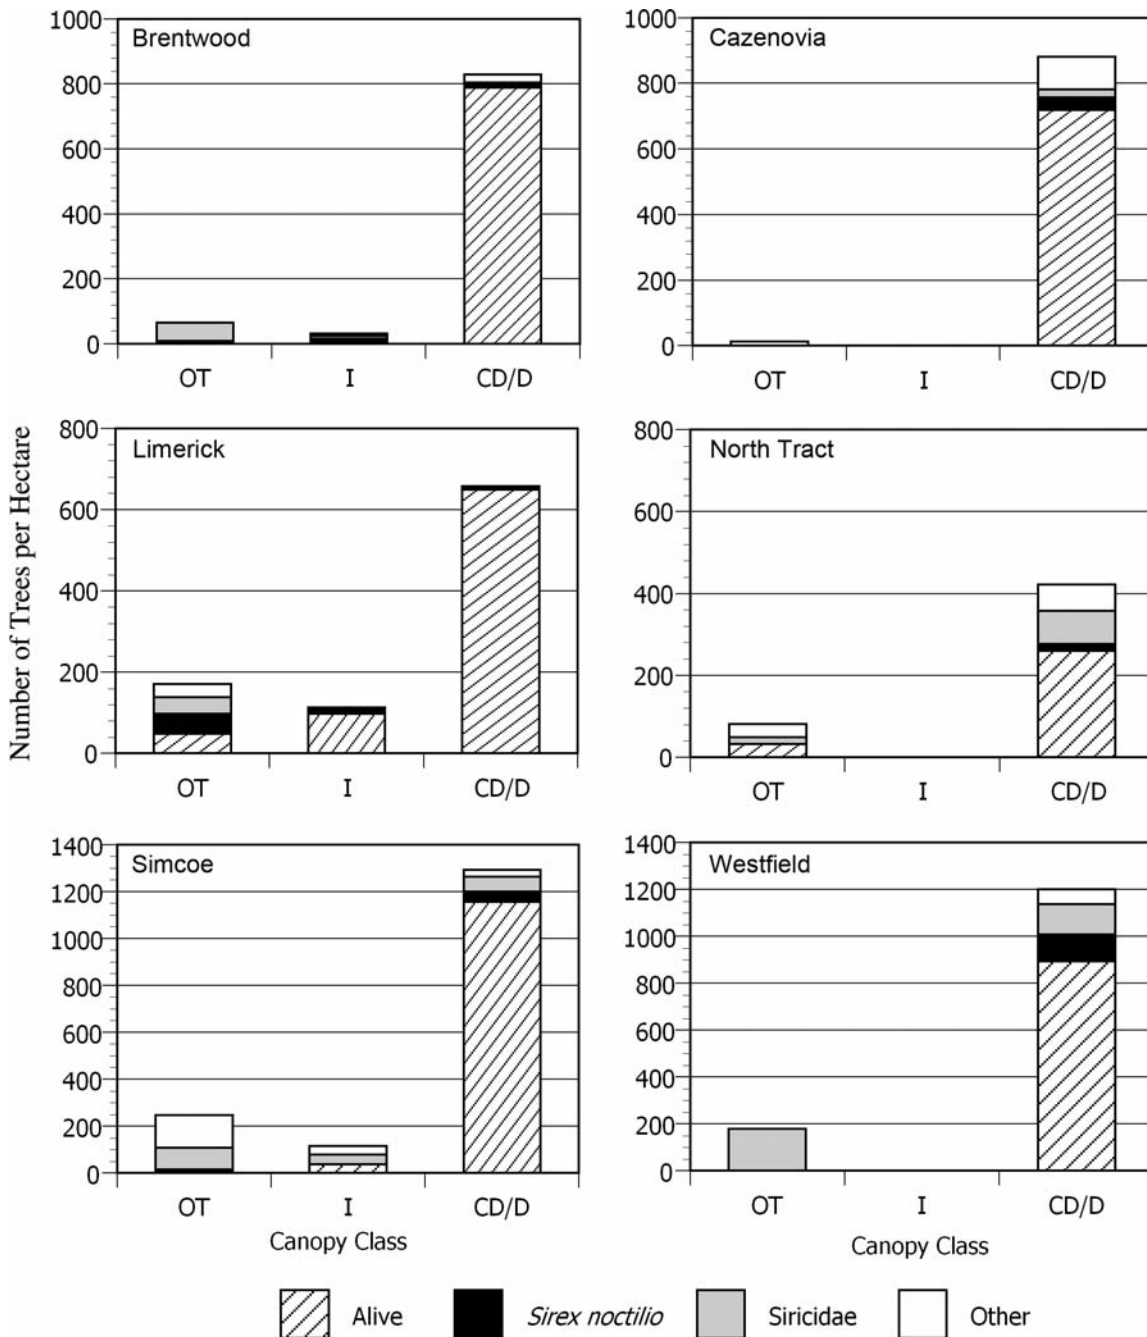 Number of Trees per Hectare
Brentwood
1000
800
600
400
200
0
OT I CD/D
Cazenovia
1000
800
600
400
200
0
OT I CD/D
Limerick
800
600
400
200
0
OT I CD/D
North Tract
800
600
400
200
0
OT I CD/D
Simcoe
1400
1200
1000
800
600
400
200
0
OT I CD/D
Canopy Class
Westfield
1400
1200
1000
800
600
400
200
0
OT I CD/D
Canopy Class
Alive Sirex noctilio Siricidae Other